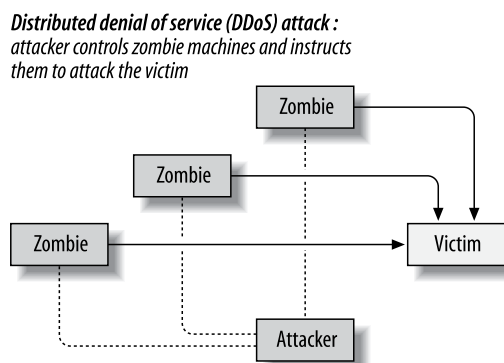 Distributed denial of service (DDoS) attack :
attacker controls zombie machines and instructs
them to attack the victim
Zombie
Zombie
Zombie
Victim
Attacker